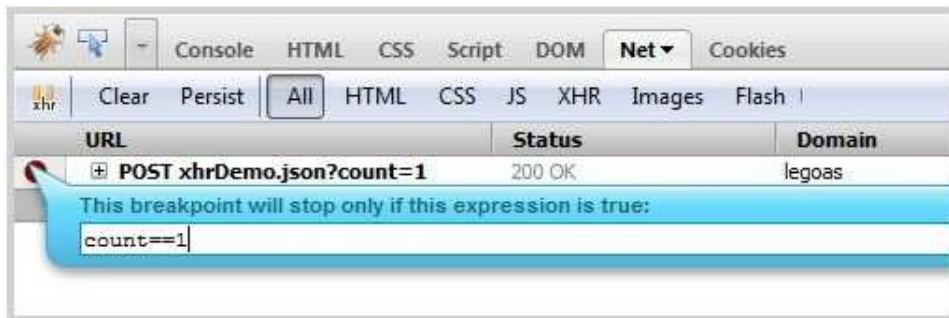 Console HTML CSS Script DOM Net Cookies
xhr Clear Persist All HTML CSS JS XHR Images Flash
URL Status Domain
POST xhrDemo.json?count=1 200 OK legoas
This breakpoint will stop only if this expression is true:
count==1